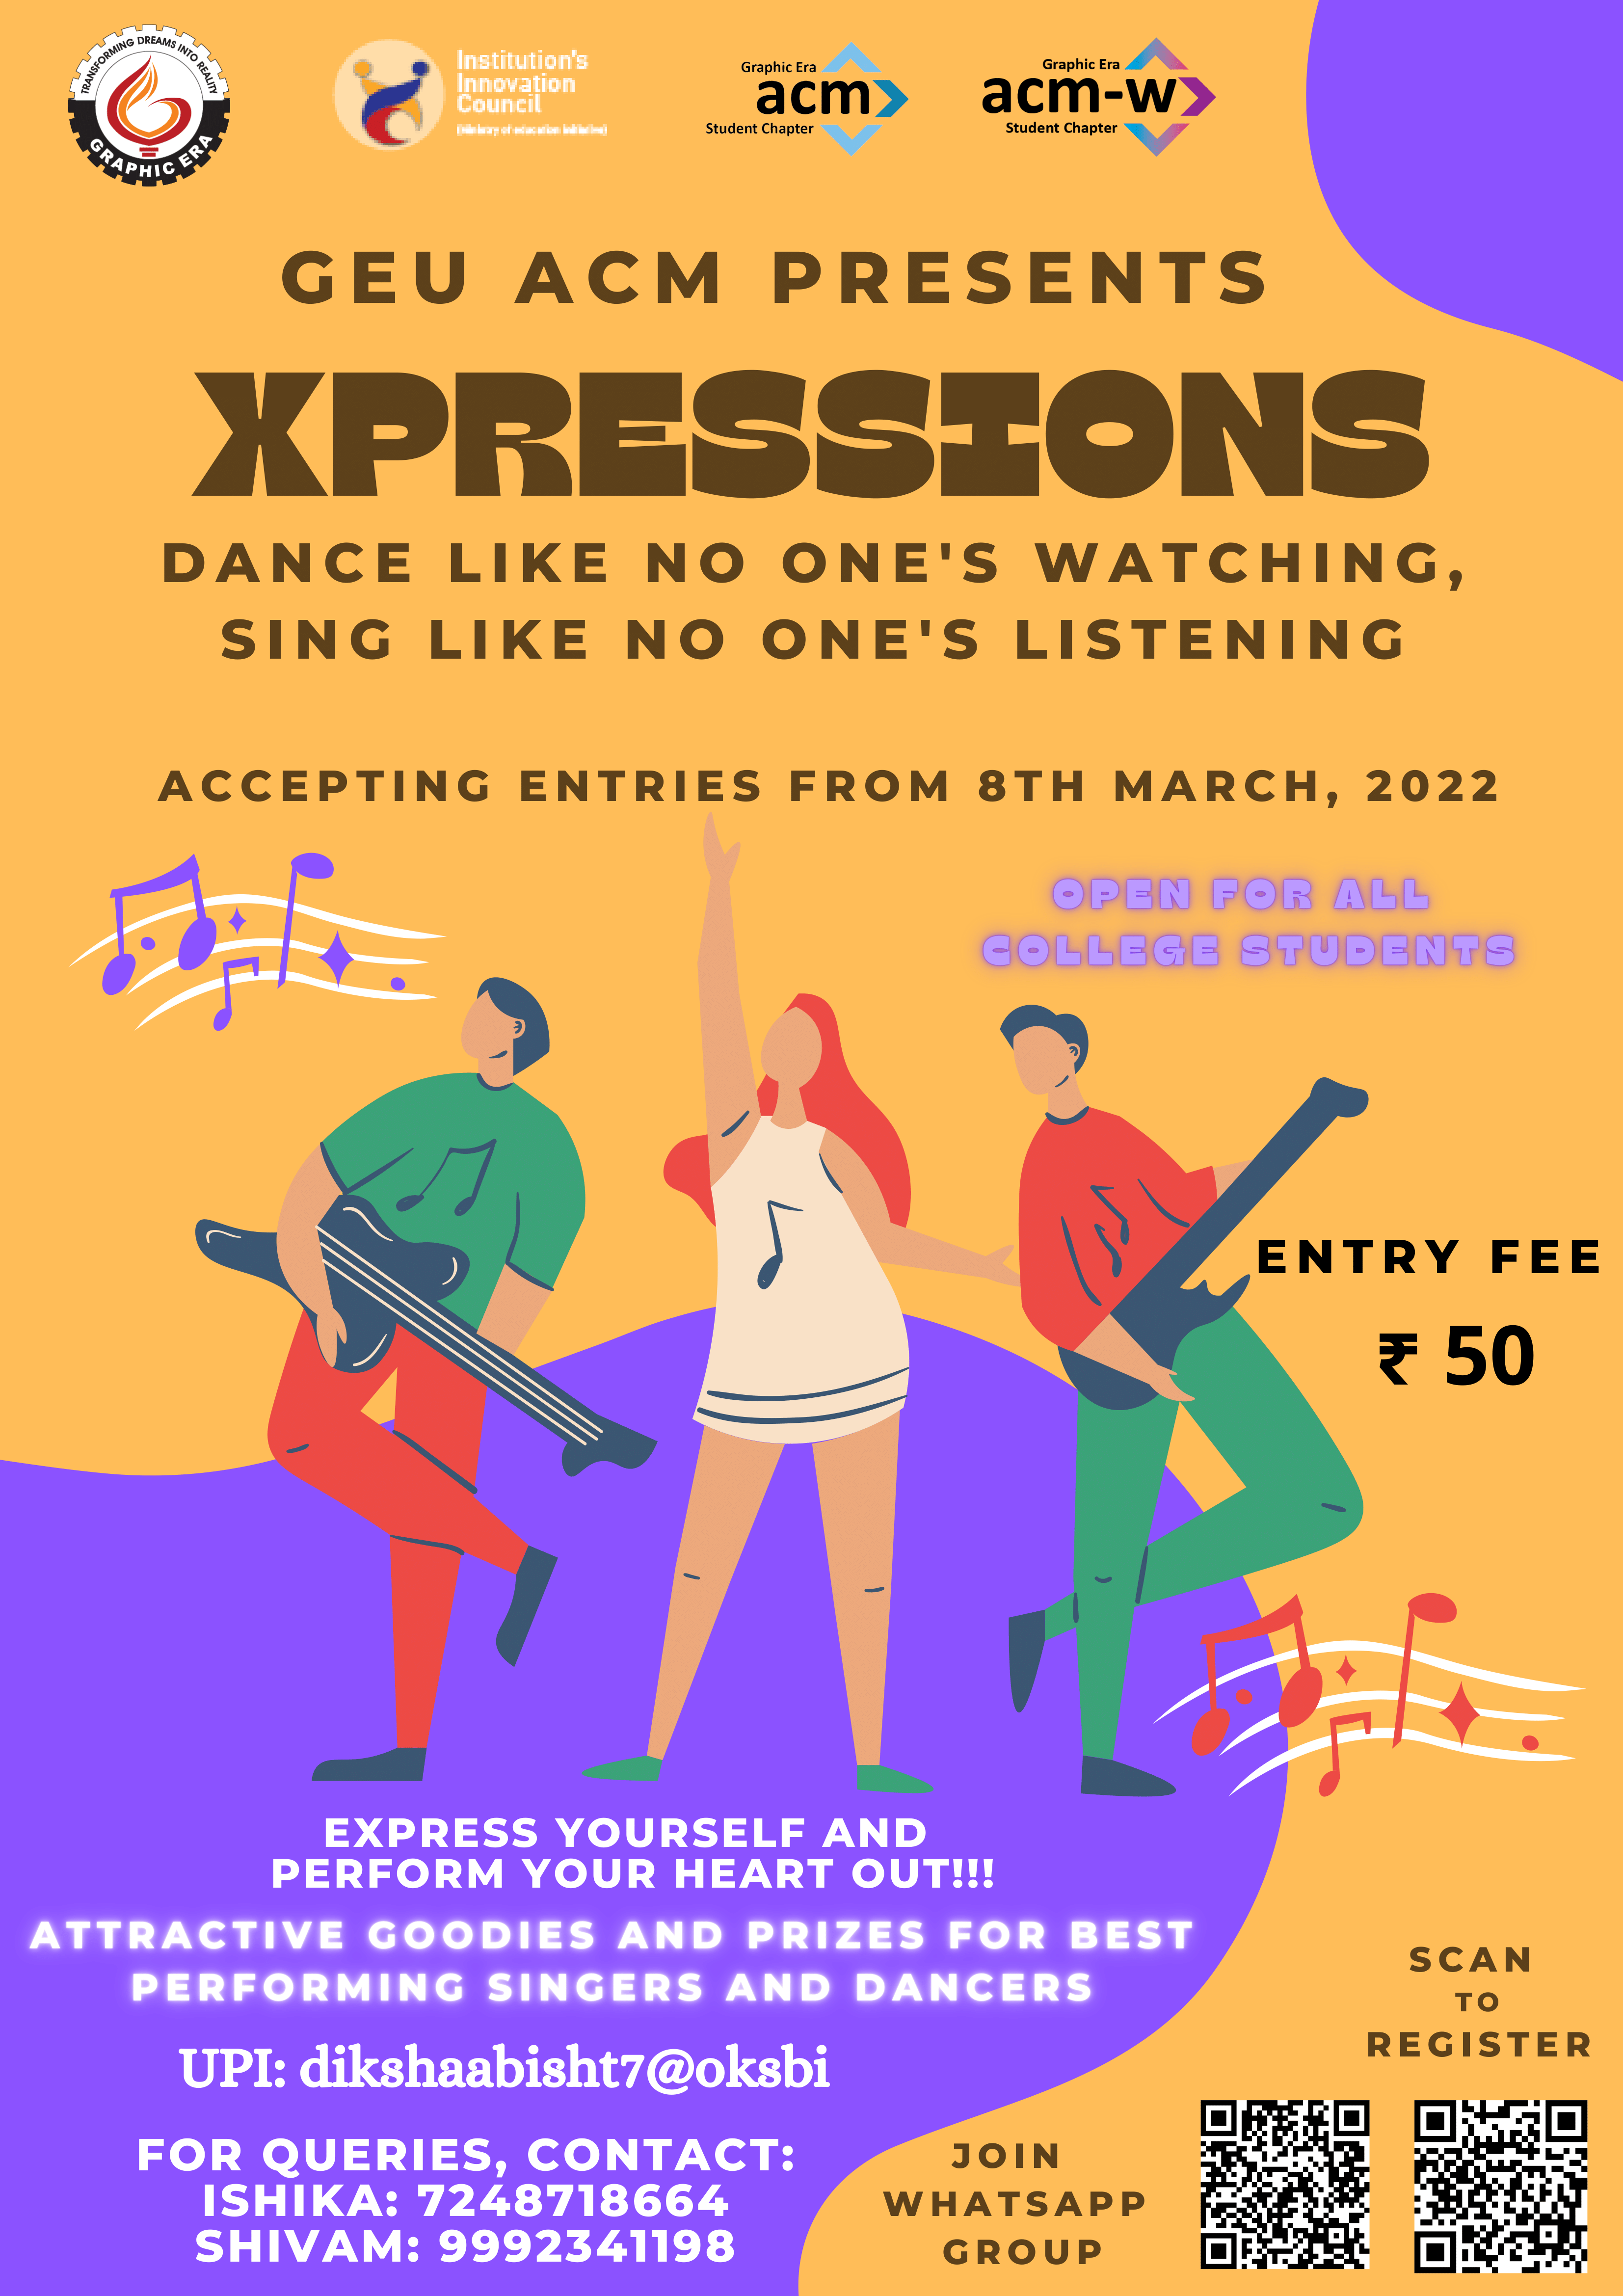 TRANSFORMING DREAMS INTO REALITY
GRAPHIC ERA
Institution's
Innovation
Council
(Ministry of education initiative)
Graphic Era
acm
Student Chapter
Graphic Era
acm-w
Student Chapter
GEU ACM PRESENTS
XPRESSIONS
DANCE LIKE NO ONE'S WATCHING,
SING LIKE NO ONE'S LISTENING
ACCEPTING ENTRIES FROM 8TH MARCH, 2022
OPEN FOR ALL
COLLEGE STUDENTS
ENTRY FEE
₹ 50
EXPRESS YOURSELF AND
PERFORM YOUR HEART OUT!!!
ATTRACTIVE GOODIES AND PRIZES FOR BEST
PERFORMING SINGERS AND DANCERS
UPI: dikshaabisht7@oksbi
FOR QUERIES, CONTACT:
ISHIKA: 7248718664
SHIVAM: 9992341198
JOIN
WHATSAPP
GROUP
SCAN
TO
REGISTER